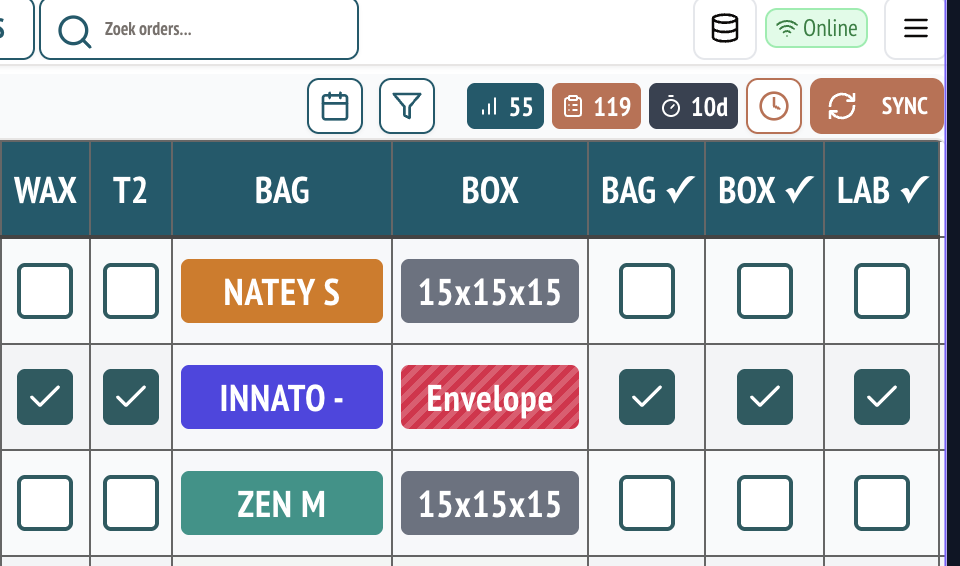 Zoek orders...
Online
55
119
10d
SYNC
WAX T2 BAG BOX BAG ✓ BOX ✓ LAB ✓
NATEY S 15x15x15
INNATO - Envelope
ZEN M 15x15x15